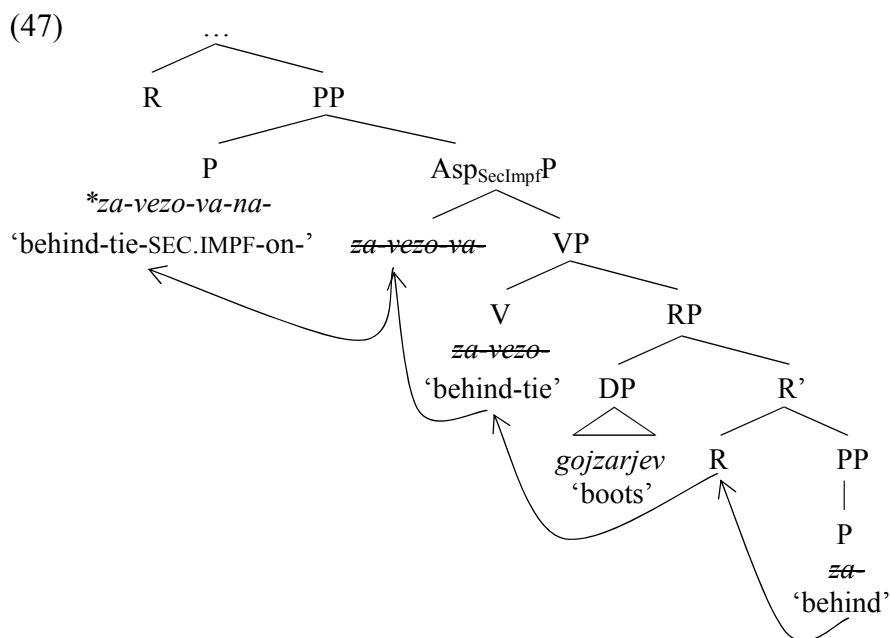 (47)
…
R PP
P Asp_SecImpf P
*za-vezo-va-na- za-vezo-va- VP
‘behind-tie-SEC.IMPF-on-’
V RP
za-vezo-
‘behind-tie’ DP R’
gojzarjev R PP
‘boots’
P
za-
‘behind’